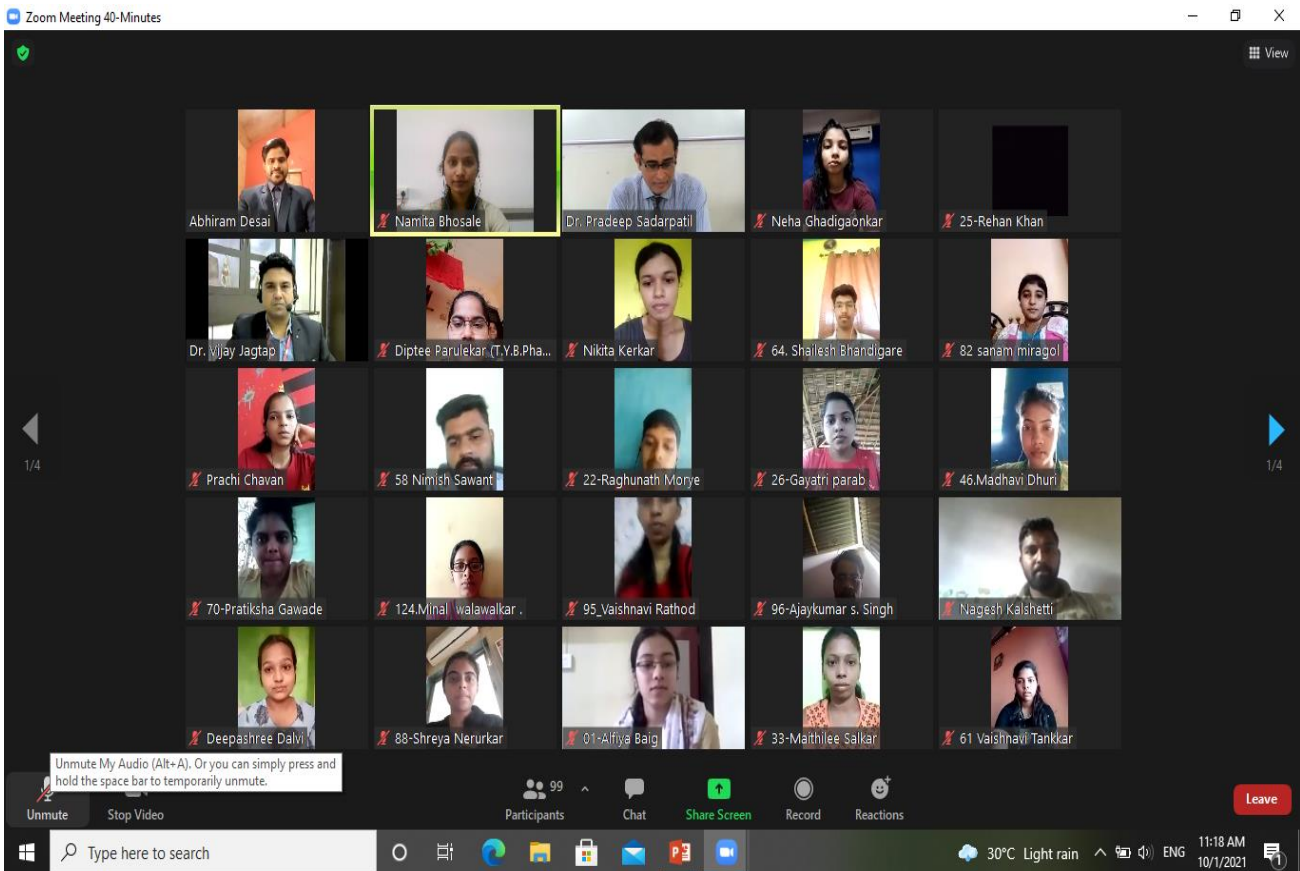 Zoom Meeting 40-Minutes
View
Abhiram Desai
Namita Bhosale
Dr. Pradeep Sadarpatil
Neha Ghadigaonkar
25-Rehan Khan
Dr. Vijay Jagtap
Diptee Parulekar (T.Y.B.Pha...
Nikita Kerkar
64. Shailesh Bhandigare
82 sanam miragol
Prachi Chavan
58 Nimish Sawant
22-Raghunath Morye
26-Gayatri parab
46.Madhavi Dhuri
1/4
1/4
70-Pratiksha Gawade
124.Minal walawalkar .
95_Vaishnavi Rathod
96-Ajaykumar s. Singh
Nagesh Kalshetti
Deepashree Dalvi
88-Shreya Nerurkar
01-Alfiya Baig
33-Maithilee Salkar
61 Vaishnavi Tankkar
Unmute My Audio (Alt+A). Or you can simply press and
hold the space bar to temporarily unmute.
99
Unmute
Stop Video
Participants
Chat
Share Screen
Record
Reactions
Leave
Type here to search
30°C Light rain
ENG
11:18 AM
10/1/2021
1